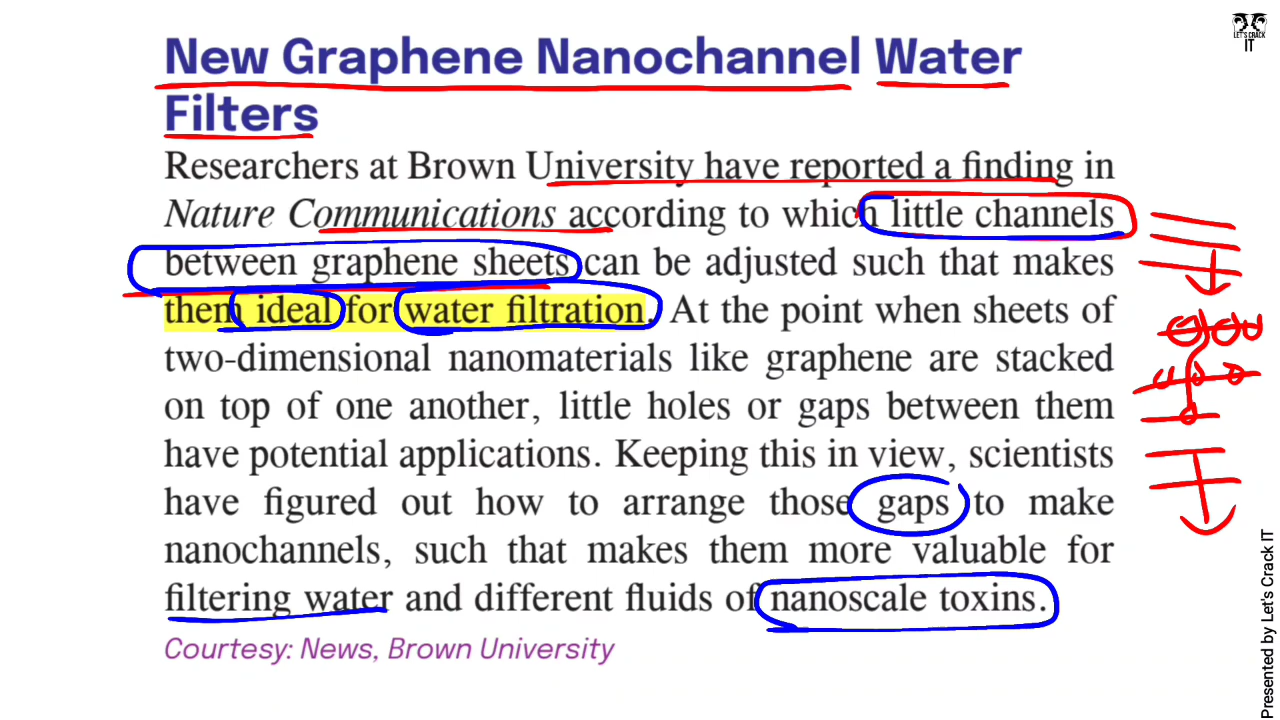 LET'S CRACK
IT
New Graphene Nanochannel Water
Filters
Researchers at Brown University have reported a finding in
Nature Communications according to which little channels
between graphene sheets can be adjusted such that makes
them ideal for water filtration. At the point when sheets of
two-dimensional nanomaterials like graphene are stacked
on top of one another, little holes or gaps between them
have potential applications. Keeping this in view, scientists
have figured out how to arrange those gaps to make
nanochannels, such that makes them more valuable for
filtering water and different fluids of nanoscale toxins.
Courtesy: News, Brown University
Presented by Let's Crack IT